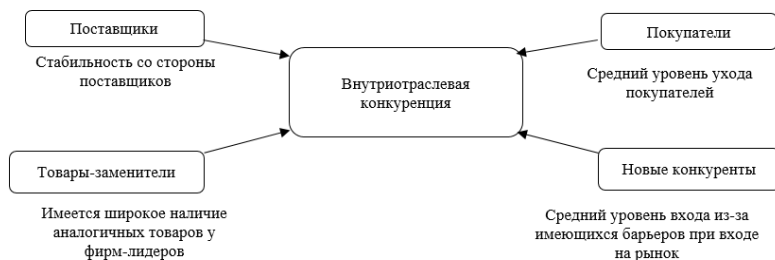 Поставщики
Стабильность со стороны
поставщиков
Внутриотраслевая
конкуренция
Покупатели
Средний уровень ухода
покупателей
Товары-заменители
Имеется широкое наличие
аналогичных товаров у
фирм-лидеров
Новые конкуренты
Средний уровень входа из-за
имеющихся барьеров при входе
на рынок